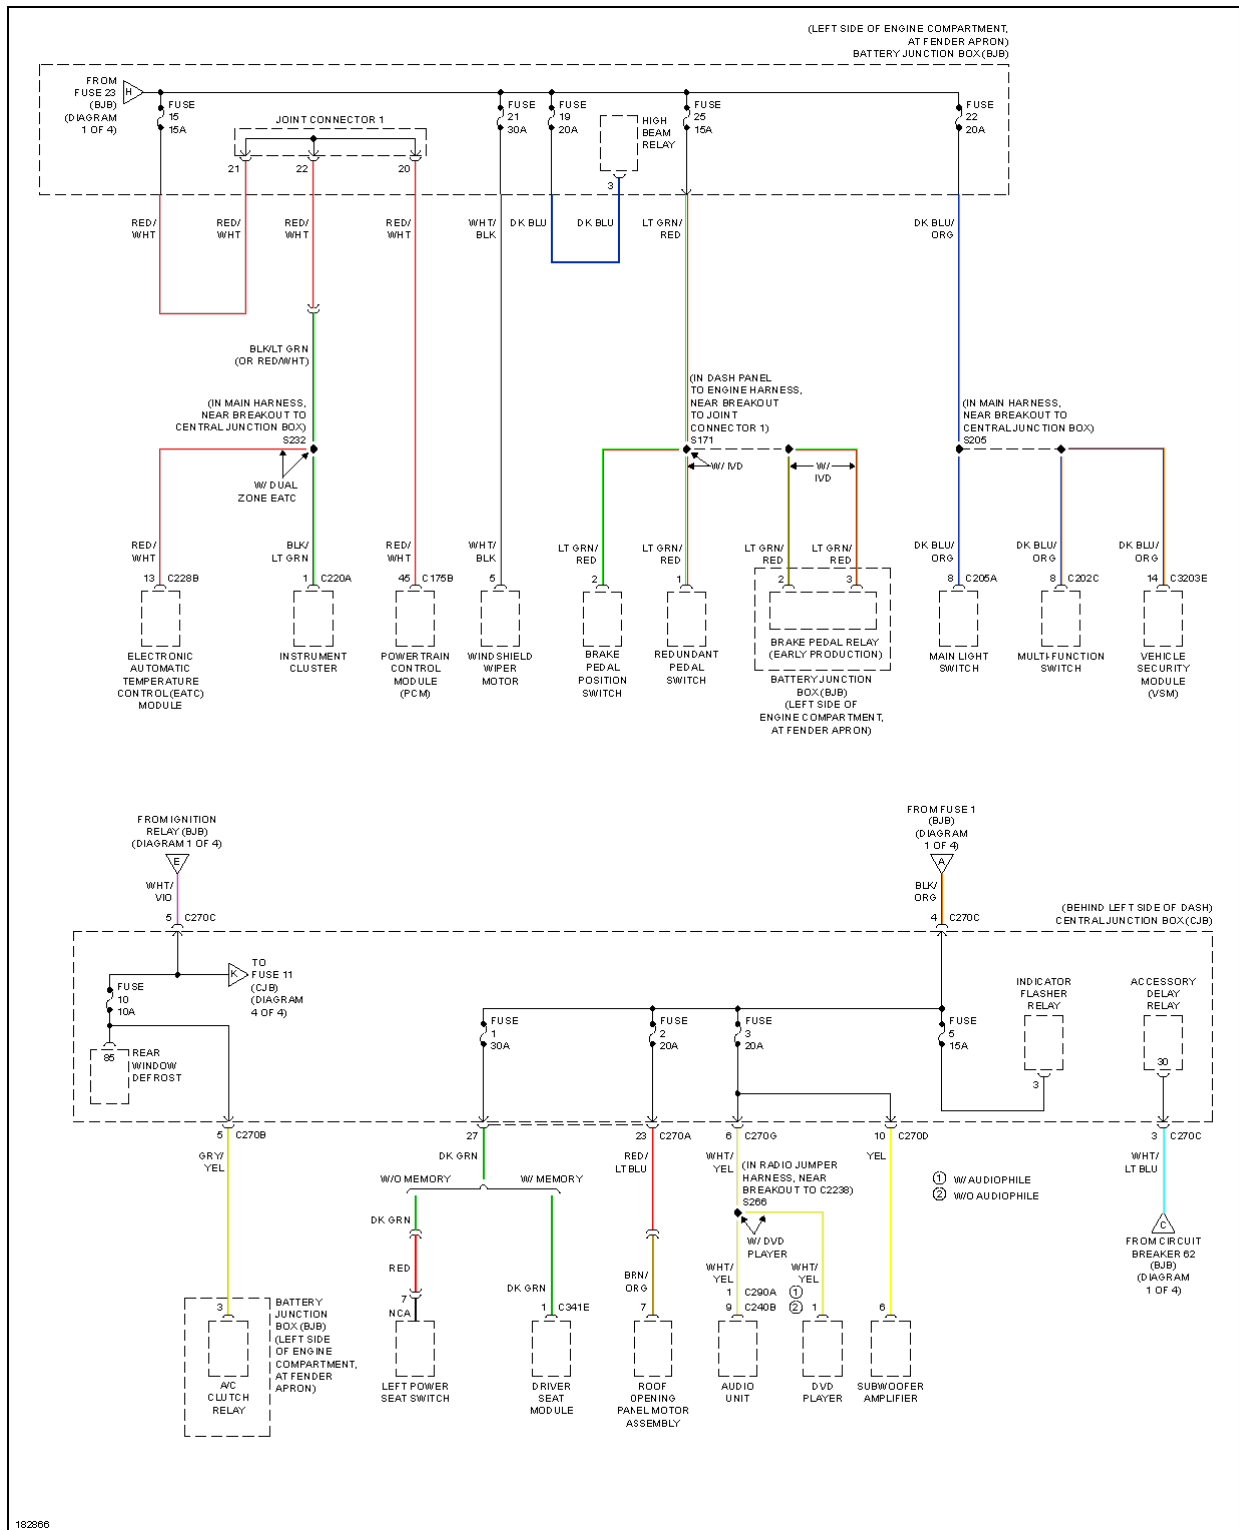 (LEFT SIDE OF ENGINE COMPARTMENT,
AT FENDER APRON)
BATTERY JUNCTION BOX (BJB)
FROM
FUSE 23
(BJB)
(DIAGRAM
1 OF 4)
H
FUSE
15
15A
JOINT CONNECTOR 1
21
22
20
FUSE
21
30A
FUSE
19
20A
HIGH
BEAM
RELAY
3
FUSE
25
15A
FUSE
22
20A
RED/
WHT
RED/
WHT
RED/
WHT
RED/
WHT
WHT/
BLK
DK BLU
DK BLU
LT GRN/
RED
DK BLU/
ORG
BLK/LT GRN
(OR RED/WHT)
(IN MAIN HARNESS,
NEAR BREAKOUT TO
CENTRAL JUNCTION BOX)
S232
(IN DASH PANEL
TO ENGINE HARNESS,
NEAR BREAKOUT
TO JOINT
CONNECTOR 1)
S171
(IN MAIN HARNESS,
NEAR BREAKOUT TO
CENTRAL JUNCTION BOX)
S205
W/ DUAL
ZONE EATC
W/ IVD
W/
IVD
RED/
WHT
BLK/
LT GRN
RED/
WHT
WHT/
BLK
LT GRN/
RED
LT GRN/
RED
LT GRN/
RED
LT GRN/
RED
DK BLU/
ORG
DK BLU/
ORG
DK BLU/
ORG
13 C228B
1 C220A
45 C175B
5
2
1
2
3
8 C205A
8 C202C
14 C3203E
ELECTRONIC
AUTOMATIC
TEMPERATURE
CONTROL (EATC)
MODULE
INSTRUMENT
CLUSTER
POWERTRAIN
CONTROL
MODULE
(PCM)
WINDSHIELD
WIPER
MOTOR
BRAKE
PEDAL
POSITION
SWITCH
REDUNDANT
PEDAL
SWITCH
BRAKE PEDAL RELAY
(EARLY PRODUCTION)
BATTERY JUNCTION
BOX (BJB)
(LEFT SIDE OF
ENGINE COMPARTMENT,
AT FENDER APRON)
MAIN LIGHT
SWITCH
MULTI-FUNCTION
SWITCH
VEHICLE
SECURITY
MODULE
(VSM)
FROM IGNITION
RELAY (BJB)
(DIAGRAM 1 OF 4)
E
WHT/
VIO
5 C270C
FROM FUSE 1
(BJB)
(DIAGRAM
1 OF 4)
A
BLK/
ORG
4 C270C
(BEHIND LEFT SIDE OF DASH)
CENTRAL JUNCTION BOX (CJB)
K
TO
FUSE 11
(CJB)
(DIAGRAM
4 OF 4)
FUSE
10
10A
85
REAR
WINDOW
DEFROST
FUSE
1
30A
FUSE
2
20A
FUSE
3
20A
FUSE
5
15A
INDICATOR
FLASHER
RELAY
3
ACCESSORY
DELAY
RELAY
30
5 C270B
27
23 C270A
6 C270G
10 C270D
3 C270C
GRY/
YEL
DK GRN
RED/
LT BLU
WHT/
YEL
YEL
WHT/
LT BLU
W/O MEMORY
W/ MEMORY
(IN RADIO JUMPER
HARNESS, NEAR
BREAKOUT TO C2238)
S266
1 W/ AUDIOPHILE
2 W/O AUDIOPHILE
DK GRN
W/ DVD
PLAYER
C
FROM CIRCUIT
BREAKER 62
(BJB)
(DIAGRAM
1 OF 4)
RED
DK GRN
BRN/
ORG
WHT/
YEL
WHT/
YEL
7
NCA
1 C341E
7
1 C290A 1
9 C240B 2
1
6
3
BATTERY
JUNCTION
BOX (BJB)
(LEFT SIDE
OF ENGINE
COMPARTMENT,
AT FENDER
APRON)
A/C
CLUTCH
RELAY
LEFT POWER
SEAT SWITCH
DRIVER
SEAT
MODULE
ROOF
OPENING
PANEL MOTOR
ASSEMBLY
AUDIO
UNIT
DVD
PLAYER
SUBWOOFER
AMPLIFIER
182866